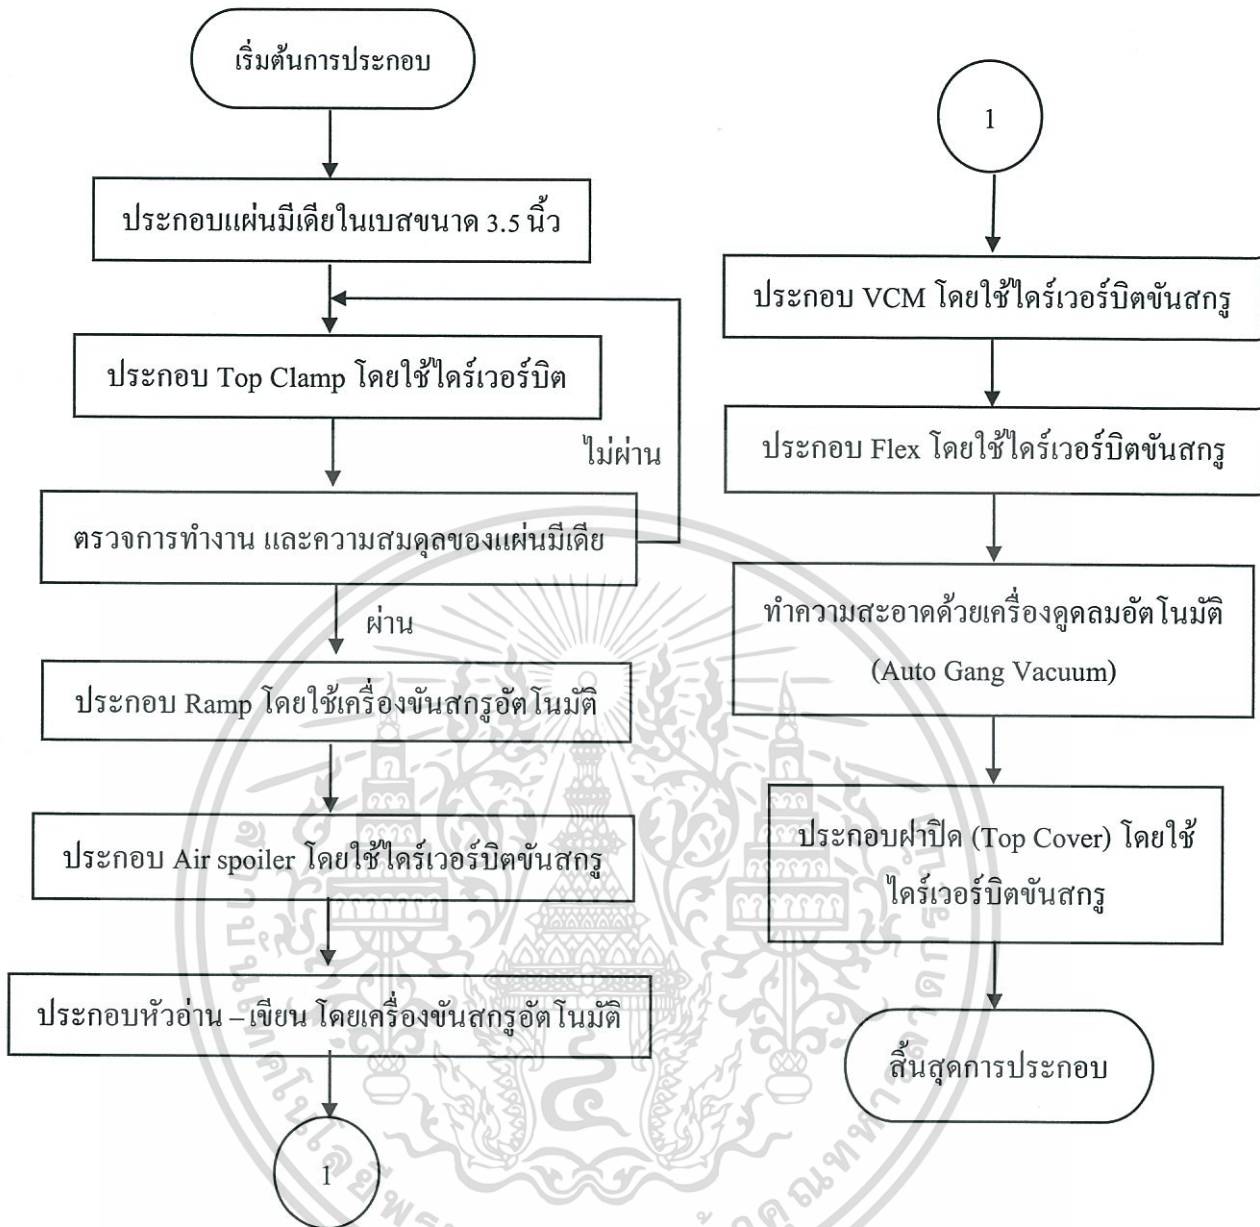 เริ่มต้นการประกอบ
ประกอบแผ่นมีเดียในเบสขนาด 3.5 นิ้ว
ประกอบ Top Clamp โดยใช้ไดร์เวอร์บิต
ไม่ผ่าน
ตรวจการทำงาน และความสมดุลของแผ่นมีเดีย
ผ่าน
ประกอบ Ramp โดยใช้เครื่องขันสกรูอัตโนมัติ
ประกอบ Air spoiler โดยใช้ไดร์เวอร์บิตขันสกรู
ประกอบหัวอ่าน – เขียน โดยเครื่องขันสกรูอัตโนมัติ
1
1
ประกอบ VCM โดยใช้ไดร์เวอร์บิตขันสกรู
ประกอบ Flex โดยใช้ไดร์เวอร์บิตขันสกรู
ทำความสะอาดด้วยเครื่องดูดลมอัตโนมัติ
(Auto Gang Vacuum)
ประกอบฝาปิด (Top Cover) โดยใช้
ไดร์เวอร์บิตขันสกรู
สิ้นสุดการประกอบ